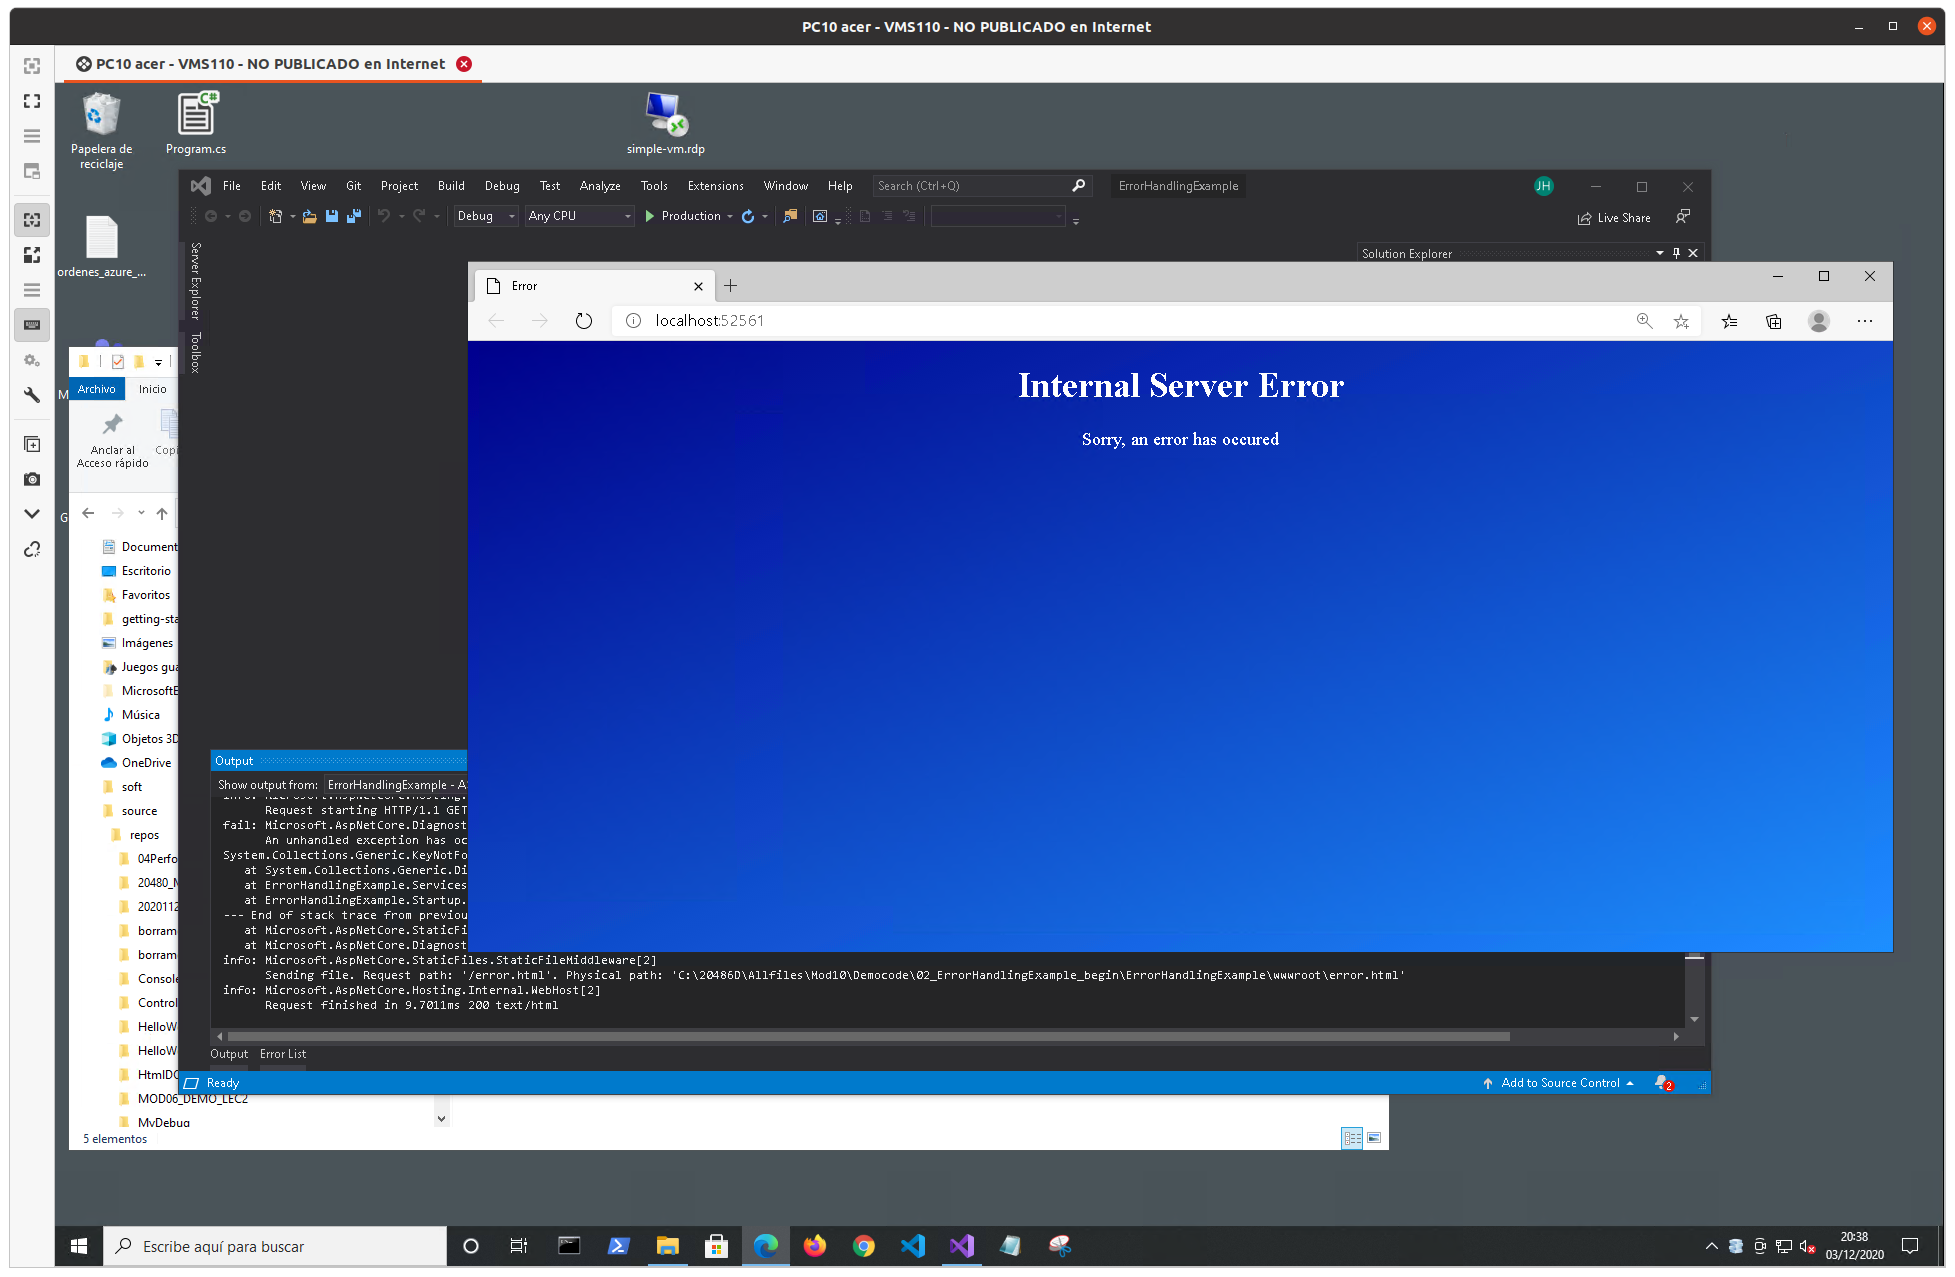 PC10 acer - VMS110 - NO PUBLICADO en Internet
PC10 acer - VMS110 - NO PUBLICADO en Internet
Papelera de
reciclaje
Program.cs
simple-vm.rdp
ordenes_azure_...
File Edit View Git Project Build Debug Test Analyze Tools Extensions Window Help Search (Ctrl+Q) ErrorHandlingExample JH
Debug Any CPU Production Live Share
Server Explorer
Toolbox
Solution Explorer
Error
localhost:52561
Internal Server Error
Sorry, an error has occured
M
Archivo Inicio
Anclar al
Acceso rápido
Copi
G
Document
Escritorio
Favoritos
getting-sta
Imágenes
Juegos gua
MicrosoftE
Música
Objetos 3D
OneDrive
soft
source
repos
04Perfo
20480_M
2020112
borram
borram
Console
Control
HelloW
HelloW
HtmlDO
MOD06_DEMO_LEC2
MyDebug
5 elementos
Output
Show output from: ErrorHandlingExample - A
info: Microsoft.AspNetCore.Hosting.
Request starting HTTP/1.1 GET
fail: Microsoft.AspNetCore.Diagnost
An unhandled exception has oc
System.Collections.Generic.KeyNotFo
at System.Collections.Generic.Di
at ErrorHandlingExample.Services
at ErrorHandlingExample.Startup.
--- End of stack trace from previou
at Microsoft.AspNetCore.StaticFi
at Microsoft.AspNetCore.Diagnost
info: Microsoft.AspNetCore.StaticFiles.StaticFileMiddleware[2]
Sending file. Request path: '/error.html'. Physical path: 'C:\20486D\Allfiles\Mod10\Democode\02_ErrorHandlingExample_begin\ErrorHandlingExample\wwwroot\error.html'
info: Microsoft.AspNetCore.Hosting.Internal.WebHost[2]
Request finished in 9.7011ms 200 text/html
Output Error List
Ready
Add to Source Control 2
Escribe aquí para buscar
20:38
03/12/2020